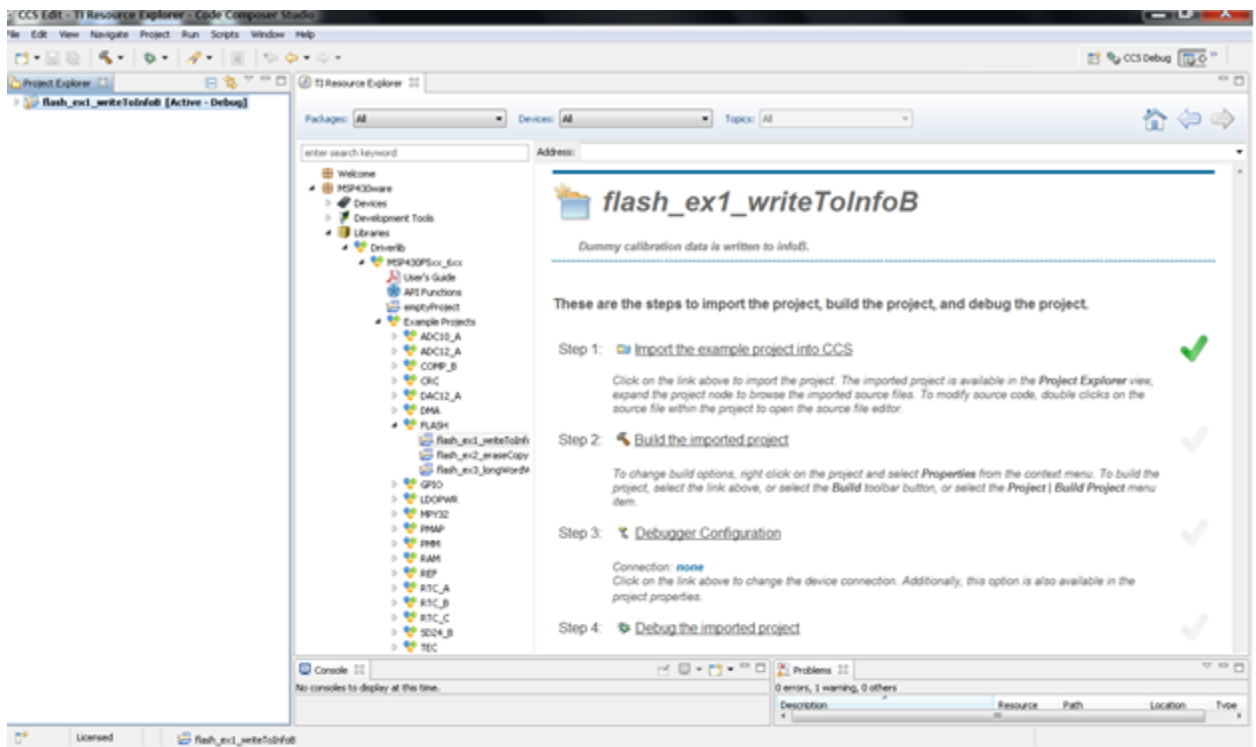 CCS Edit - TI Resource Explorer - Code Composer Studio
File Edit View Navigate Project Run Scripts Window Help
CCS Debug
Project Explorer
flash_ex1_writeToInfoB [Active - Debug]
TI Resource Explorer
Packages: All Devices: All Topics: All
enter search keyword
Address:
Welcome
MSP430ware
Devices
Development Tools
Libraries
Driverlib
MSP430F5xx_6xx
User's Guide
API Functions
emptyProject
Example Projects
ADC10_A
ADC12_A
COMP_B
CRC
DAC12_A
DMA
FLASH
flash_ex1_writeToInf
flash_ex2_eraseCopy
flash_ex3_longWordW
GPIO
LDOPWR
MPY32
PMAP
PMM
RAM
REF
RTC_A
RTC_B
RTC_C
SD24_B
TEC
flash_ex1_writeToInfoB
Dummy calibration data is written to infoB.
These are the steps to import the project, build the project, and debug the project.
Step 1: Import the example project into CCS
Click on the link above to import the project. The imported project is available in the Project Explorer view,
expand the project node to browse the imported source files. To modify source code, double clicks on the
source file within the project to open the source file editor.
Step 2: Build the imported project
To change build options, right click on the project and select Properties from the context menu. To build the
project, select the link above, or select the Build toolbar button, or select the Project | Build Project menu
item.
Step 3: Debugger Configuration
Connection: none
Click on the link above to change the device connection. Additionally, this option is also available in the
project properties.
Step 4: Debug the imported project
Console
No consoles to display at this time.
Problems
0 errors, 1 warning, 0 others
Description Resource Path Location Type
Licensed
flash_ex1_writeToInfoB